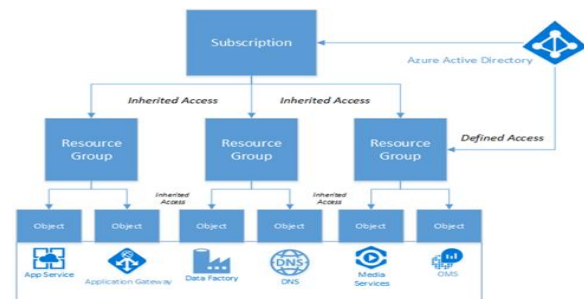 Subscription
Azure Active Directory
Inherited Access
Inherited Access
Resource
Group
Resource
Group
Resource
Group
Defined Access
Inherited
Access
Inherited
Access
Object
Object
Object
Object
Object
Object
App Service
Application Gateway
Data Factory
DNS
DNS
Media
Services
OMS